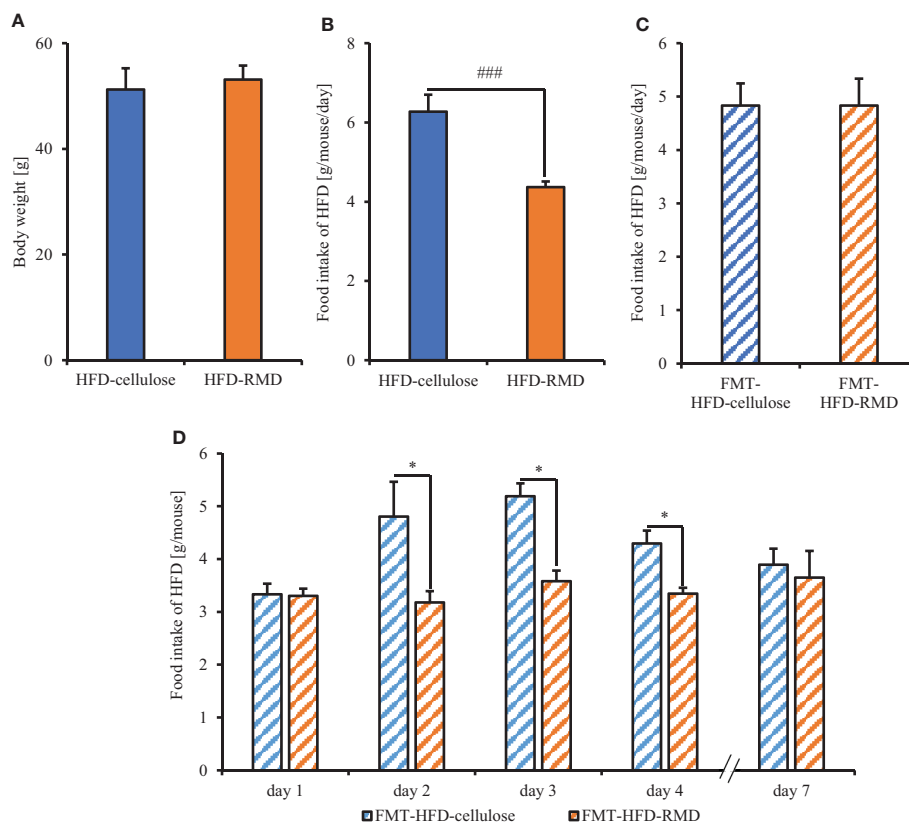 A
Body weight [g]
60
40
20
0
HFD-cellulose HFD-RMD
B
Food intake of HFD [g/mouse/day]
8
6
4
2
0
###
HFD-cellulose HFD-RMD
C
Food intake of HFD [g/mouse/day]
6
5
4
3
2
1
0
FMT- FMT-
HFD-cellulose HFD-RMD
D
Food intake of HFD [g/mouse]
6
5
4
3
2
1
0
* * *
day 1 day 2 day 3 day 4 day 7
FMT-HFD-cellulose FMT-HFD-RMD